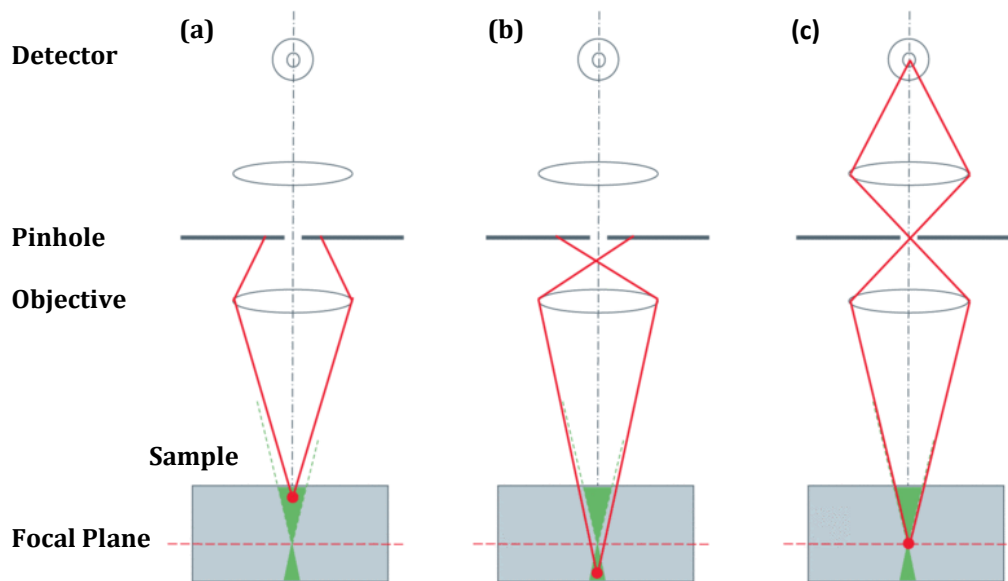 (a)
(b)
(c)
Detector
Pinhole
Objective
Sample
Focal Plane